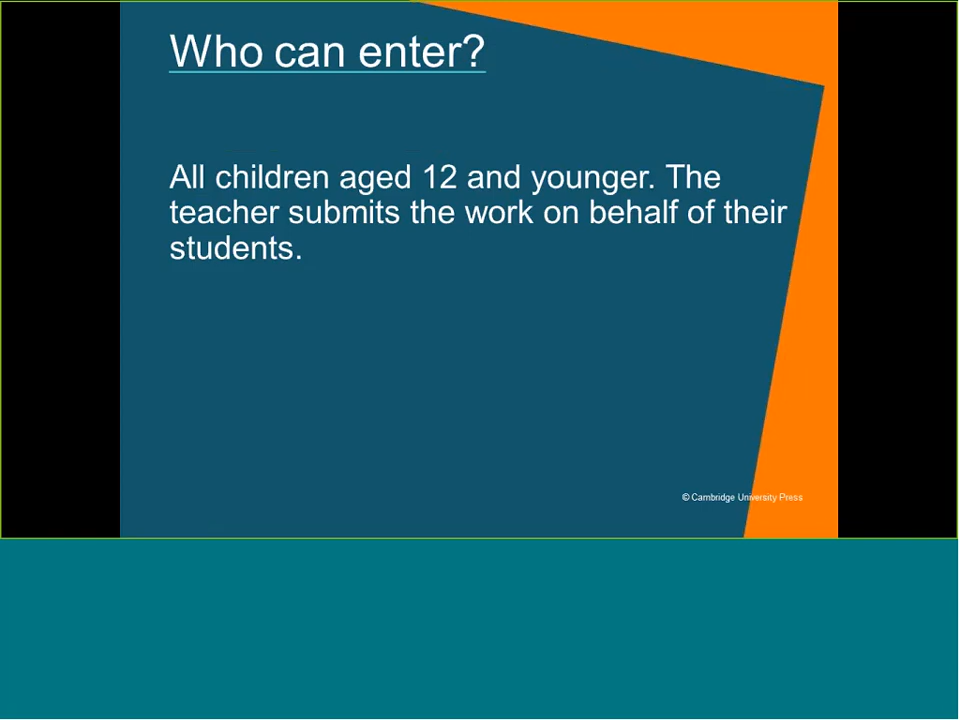 Who can enter?
All children aged 12 and younger. The
teacher submits the work on behalf of their
students.
© Cambridge University Press